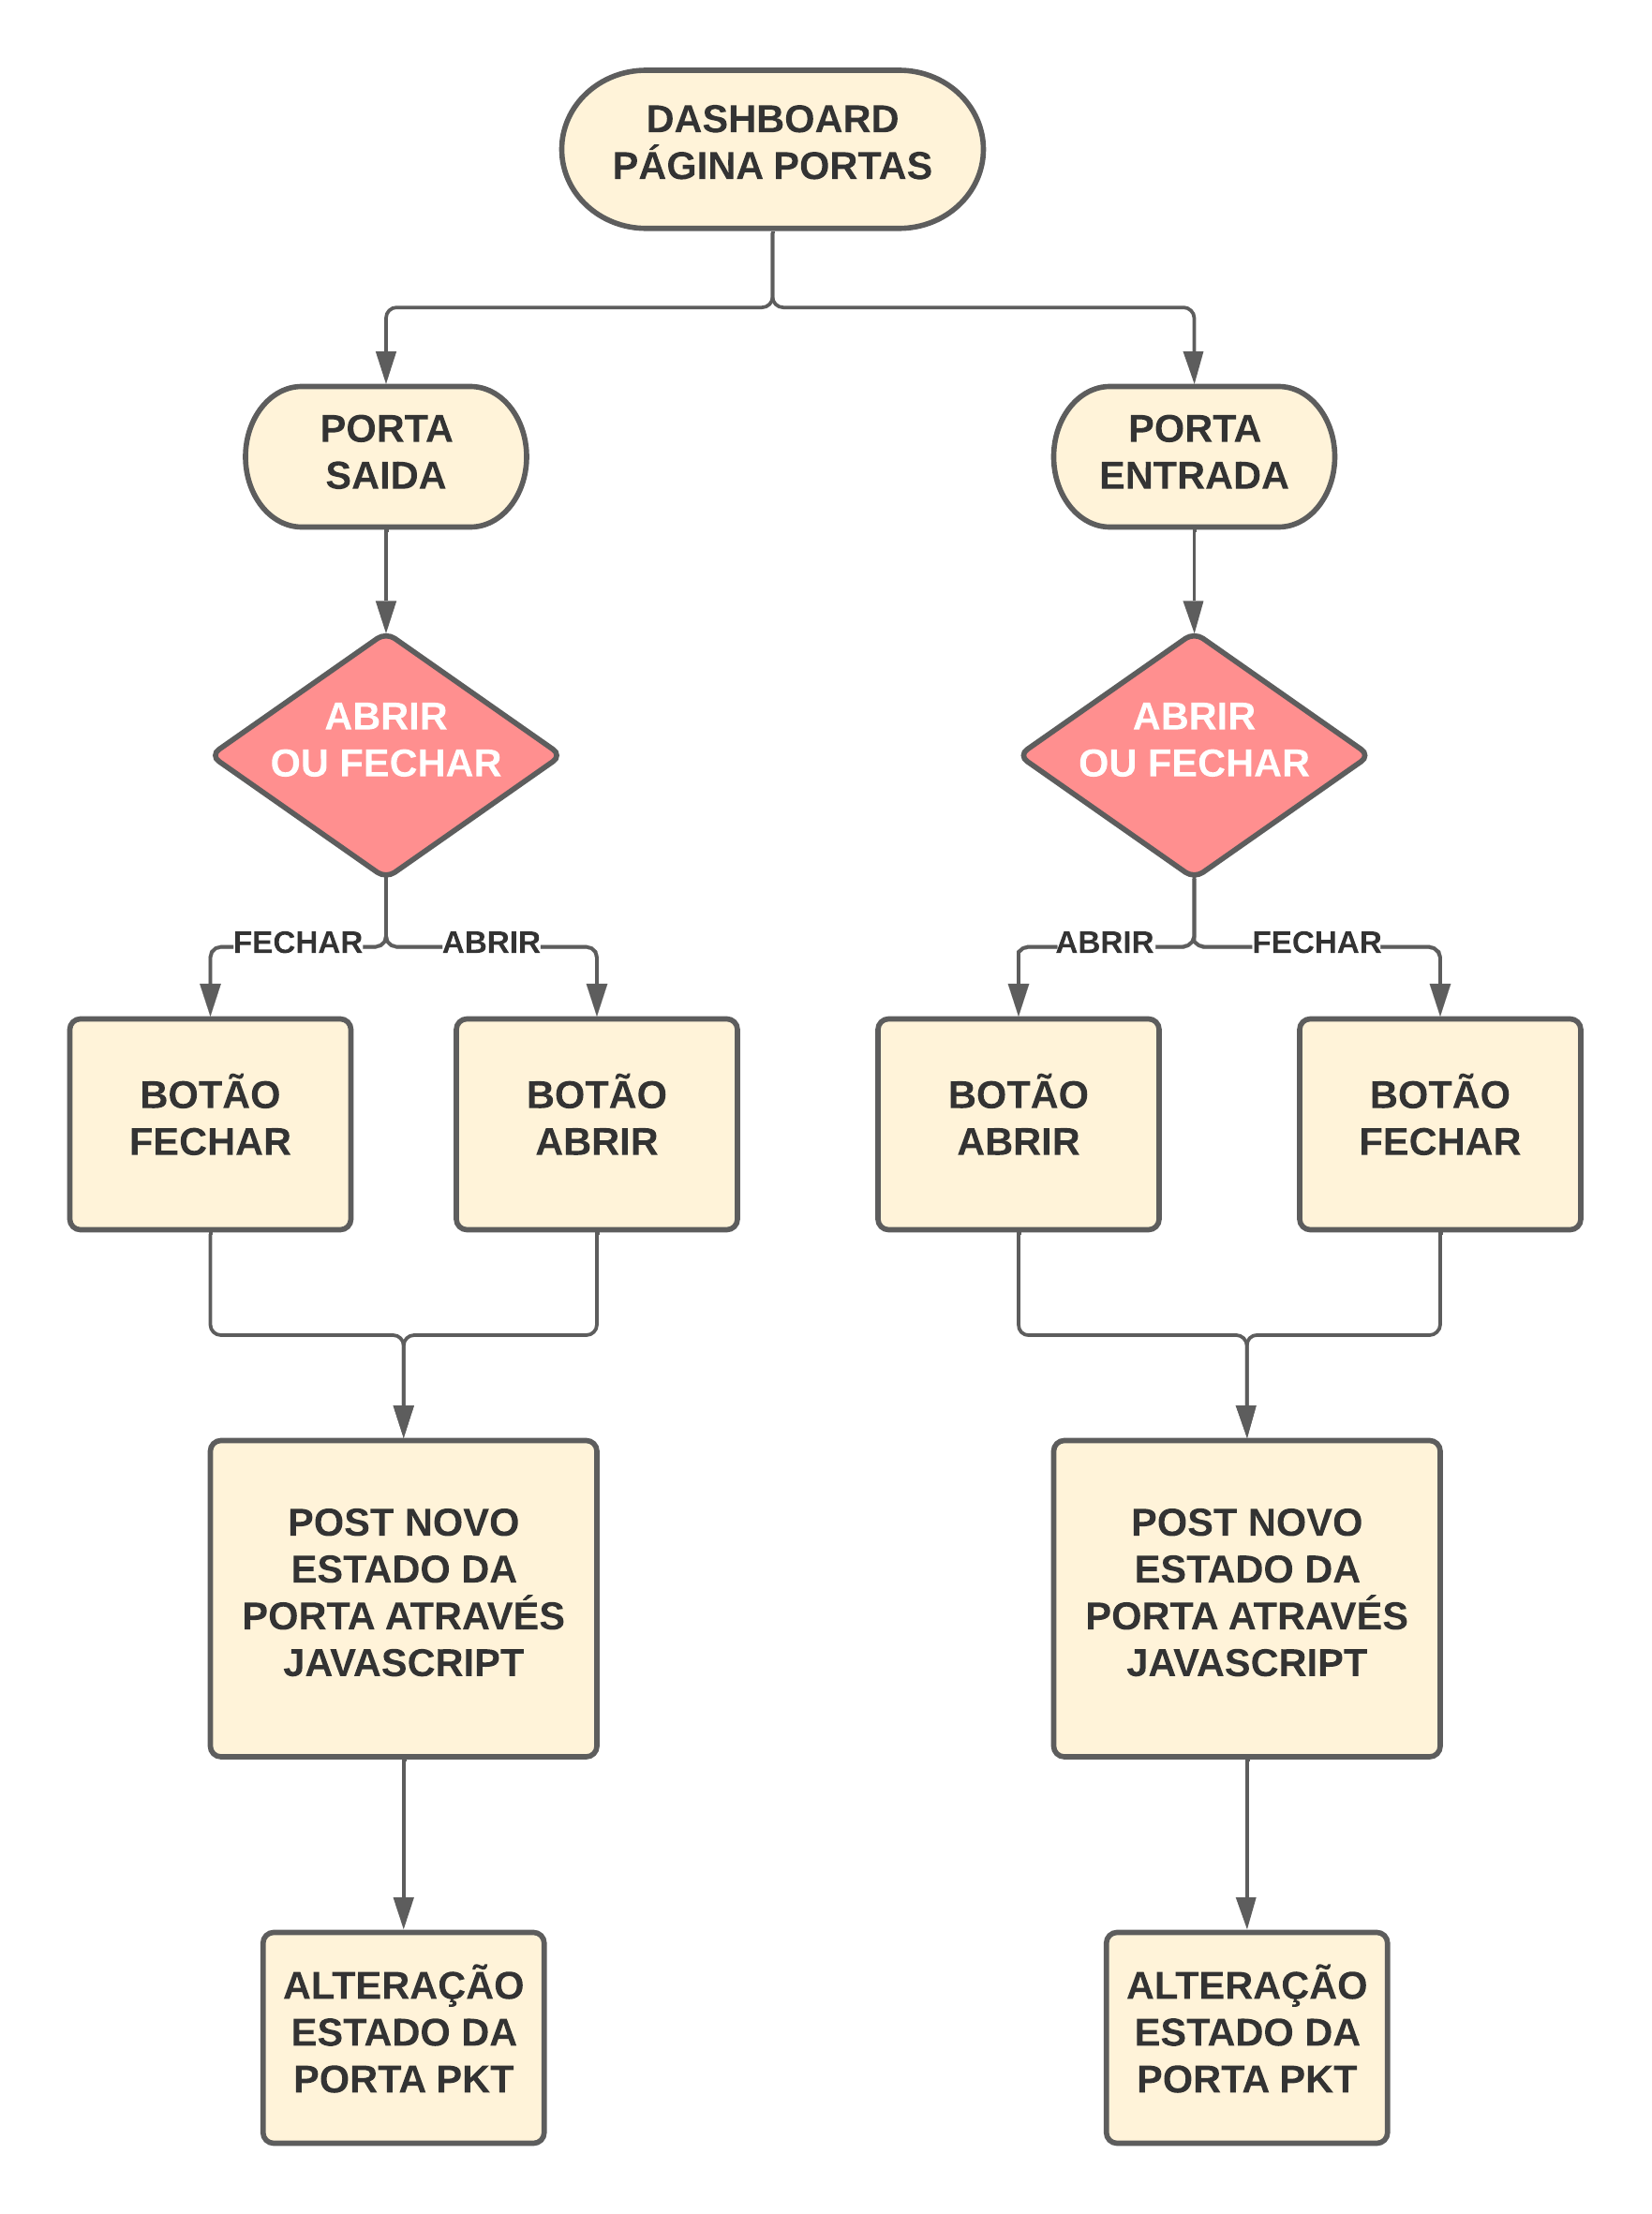 DASHBOARD
PÁGINA PORTAS
PORTA
SAIDA
PORTA
ENTRADA
ABRIR
OU FECHAR
ABRIR
OU FECHAR
FECHAR
ABRIR
ABRIR
FECHAR
BOTÃO
FECHAR
BOTÃO
ABRIR
BOTÃO
ABRIR
BOTÃO
FECHAR
POST NOVO
ESTADO DA
PORTA ATRAVÉS
JAVASCRIPT
POST NOVO
ESTADO DA
PORTA ATRAVÉS
JAVASCRIPT
ALTERAÇÃO
ESTADO DA
PORTA PKT
ALTERAÇÃO
ESTADO DA
PORTA PKT